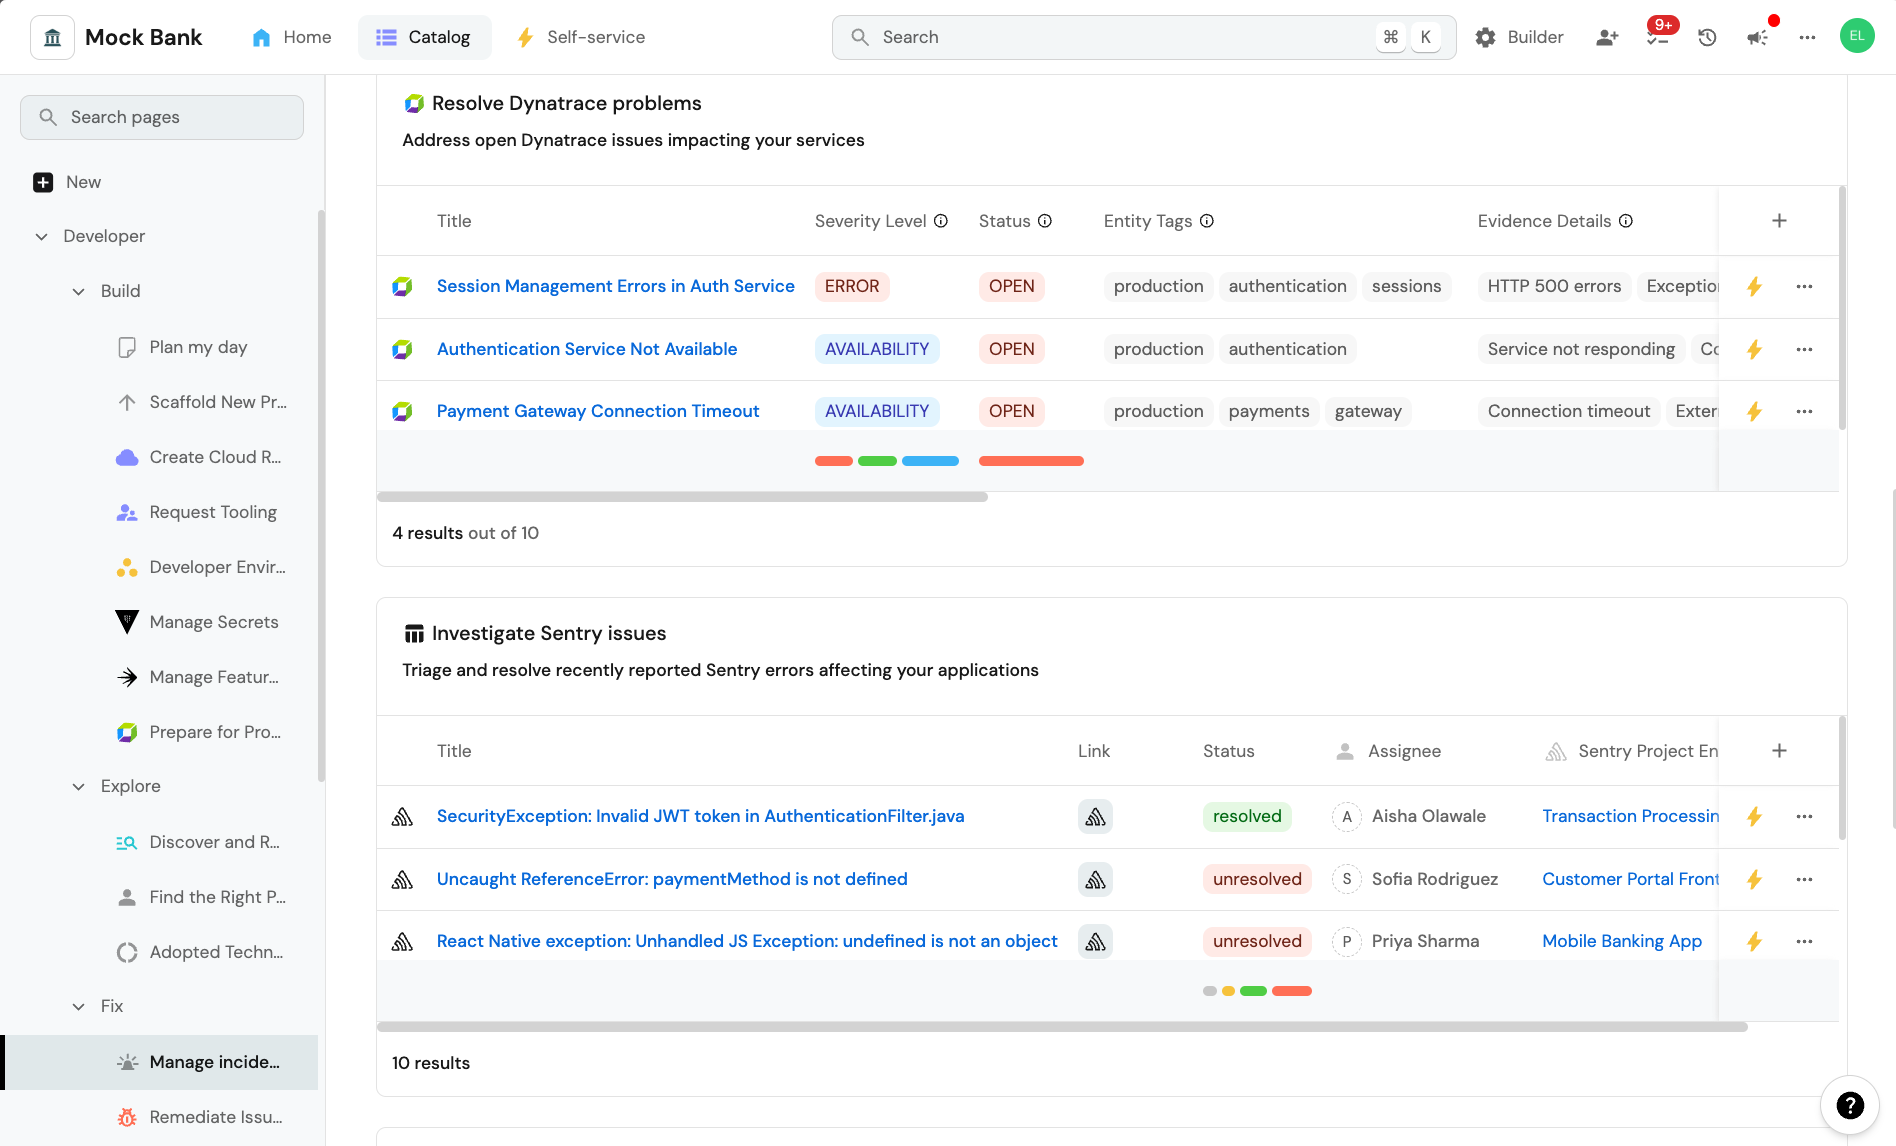 Mock Bank
Home
Catalog
Self-service
Search
⌘ K
Builder
9+
EL
Search pages
New
Developer
Build
Plan my day
Scaffold New Pr...
Create Cloud R...
Request Tooling
Developer Envir...
Manage Secrets
Manage Featur...
Prepare for Pro...
Explore
Discover and R...
Find the Right P...
Adopted Techn...
Fix
Manage incide...
Remediate Issu...
Resolve Dynatrace problems
Address open Dynatrace issues impacting your services
Title Severity Level Status Entity Tags Evidence Details
Session Management Errors in Auth Service ERROR OPEN production authentication sessions HTTP 500 errors Exception
Authentication Service Not Available AVAILABILITY OPEN production authentication Service not responding Co
Payment Gateway Connection Timeout AVAILABILITY OPEN production payments gateway Connection timeout Exter
4 results out of 10
Investigate Sentry issues
Triage and resolve recently reported Sentry errors affecting your applications
Title Link Status Assignee Sentry Project En
SecurityException: Invalid JWT token in AuthenticationFilter.java resolved A Aisha Olawale Transaction Processin
Uncaught ReferenceError: paymentMethod is not defined unresolved S Sofia Rodriguez Customer Portal Front
React Native exception: Unhandled JS Exception: undefined is not an object unresolved P Priya Sharma Mobile Banking App
10 results
?